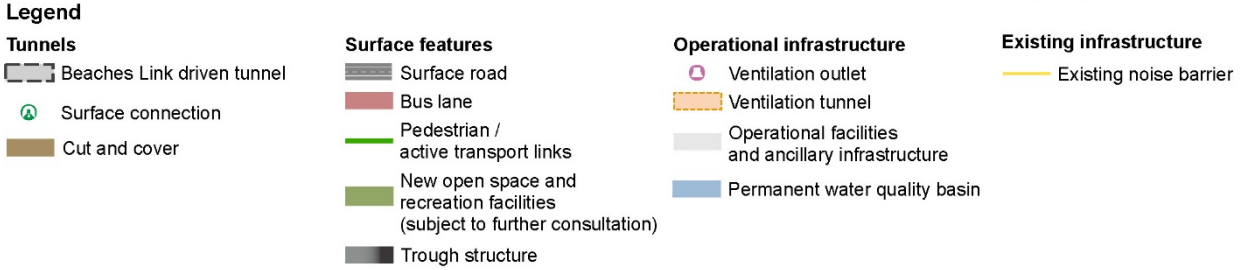 Legend
Tunnels
Beaches Link driven tunnel
Surface connection
Cut and cover
Surface features
Surface road
Bus lane
Pedestrian /
active transport links
New open space and
recreation facilities
(subject to further consultation)
Trough structure
Operational infrastructure
Ventilation outlet
Ventilation tunnel
Operational facilities
and ancillary infrastructure
Permanent water quality basin
Existing infrastructure
Existing noise barrier